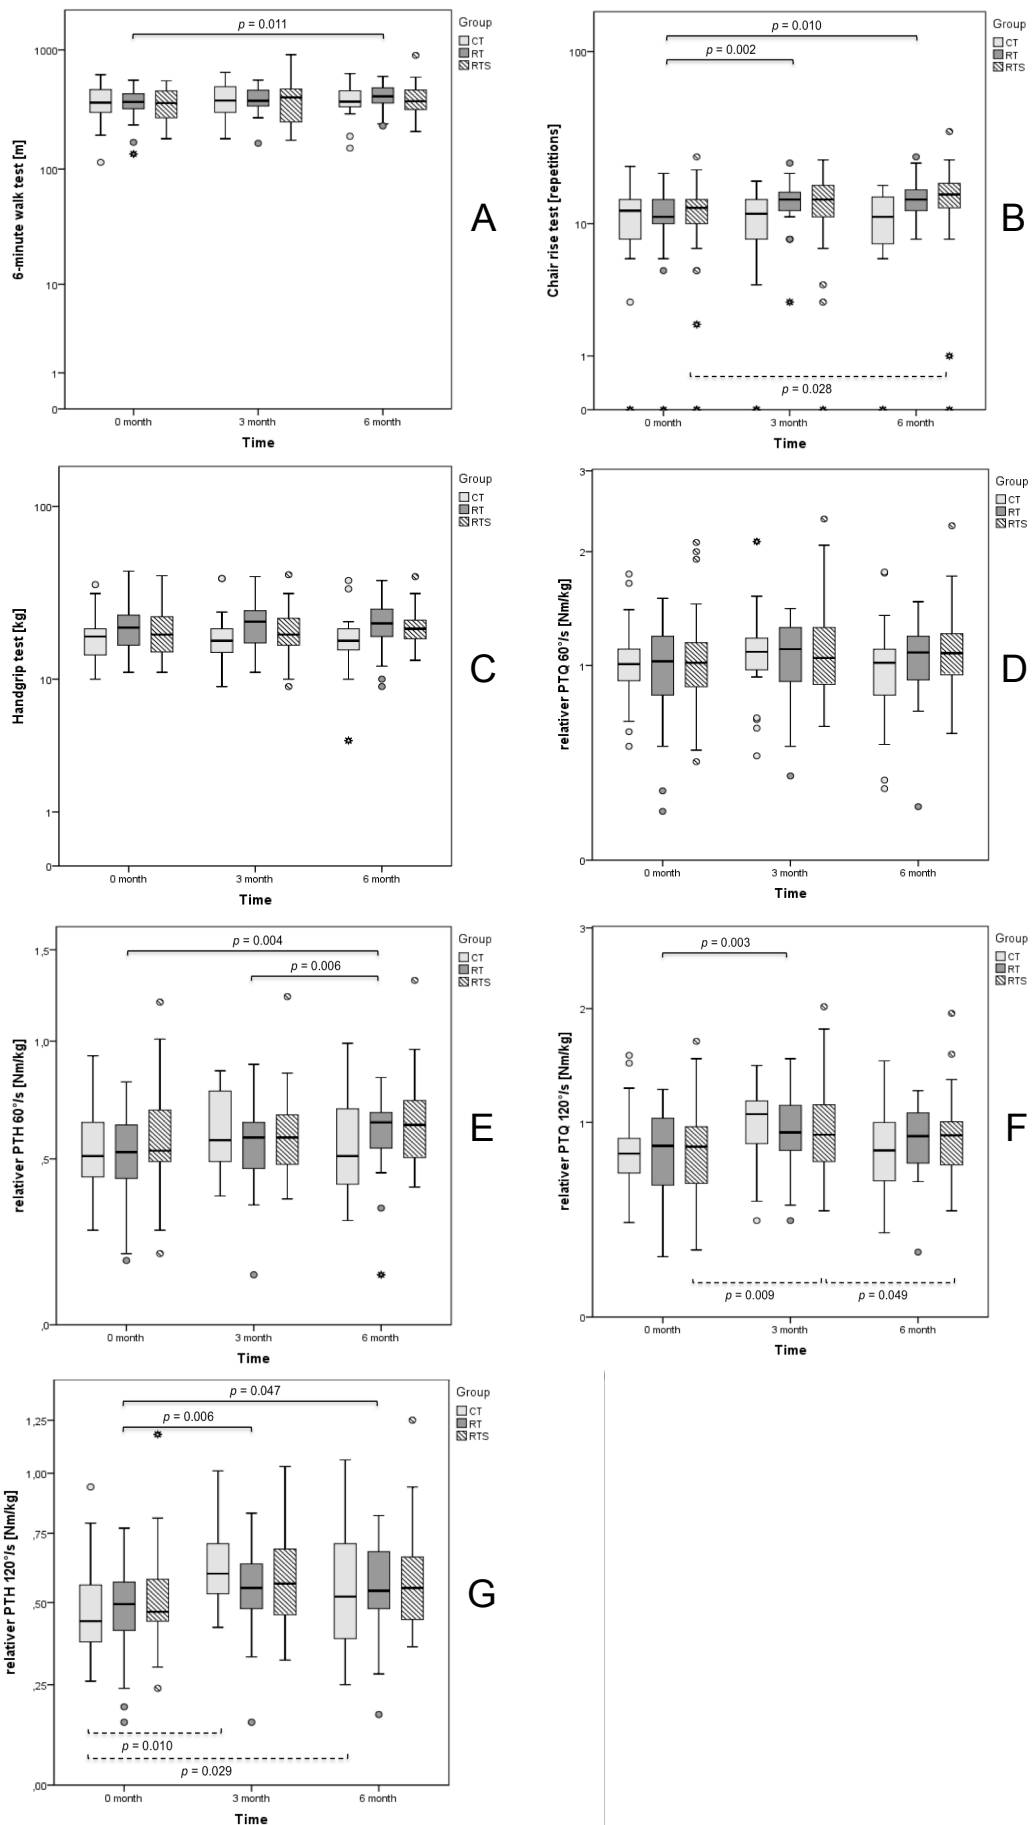 Group
CT
RT
RTS
p = 0.011
1000
100
10
1
0
6-minute walk test [m]
0 month
3 month
6 month
Time
A
Group
CT
RT
RTS
p = 0.010
p = 0.002
100
10
1
0
Chair rise test [repetitions]
p = 0.028
0 month
3 month
6 month
Time
B
Group
CT
RT
RTS
100
10
1
0
Handgrip test [kg]
0 month
3 month
6 month
Time
C
Group
CT
RT
RTS
3
2
1
0
relativer PTQ 60°/s [Nm/kg]
0 month
3 month
6 month
Time
D
Group
CT
RT
RTS
p = 0.004
p = 0.006
1,5
1,0
,5
,0
relativer PTH 60°/s [Nm/kg]
0 month
3 month
6 month
Time
E
Group
CT
RT
RTS
p = 0.003
3
2
1
0
relativer PTQ 120°/s [Nm/kg]
p = 0.009
p = 0.049
0 month
3 month
6 month
Time
F
Group
CT
RT
RTS
p = 0.047
p = 0.006
1,25
1,00
,75
,50
,25
,00
relativer PTH 120°/s [Nm/kg]
p = 0.010
p = 0.029
0 month
3 month
6 month
Time
G